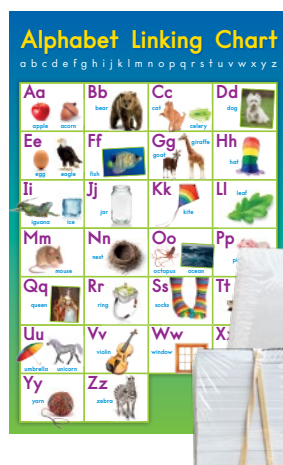 Alphabet Linking Chart
a b c d e f g h i j k l m n o p q r s t u v w x y z
Aa Bb Cc Dd
apple acorn bear cat celery dog
Ee Ff Gg Hh
egg eagle fish goat giraffe hat
Ii Jj Kk Ll
iguana ice jar kite leaf
Mm Nn Oo Pp
mouse nest octopus ocean
Qq Rr Ss Tt
queen ring socks
Uu Vv Ww
umbrella unicorn violin window
Yy Zz
yarn zebra